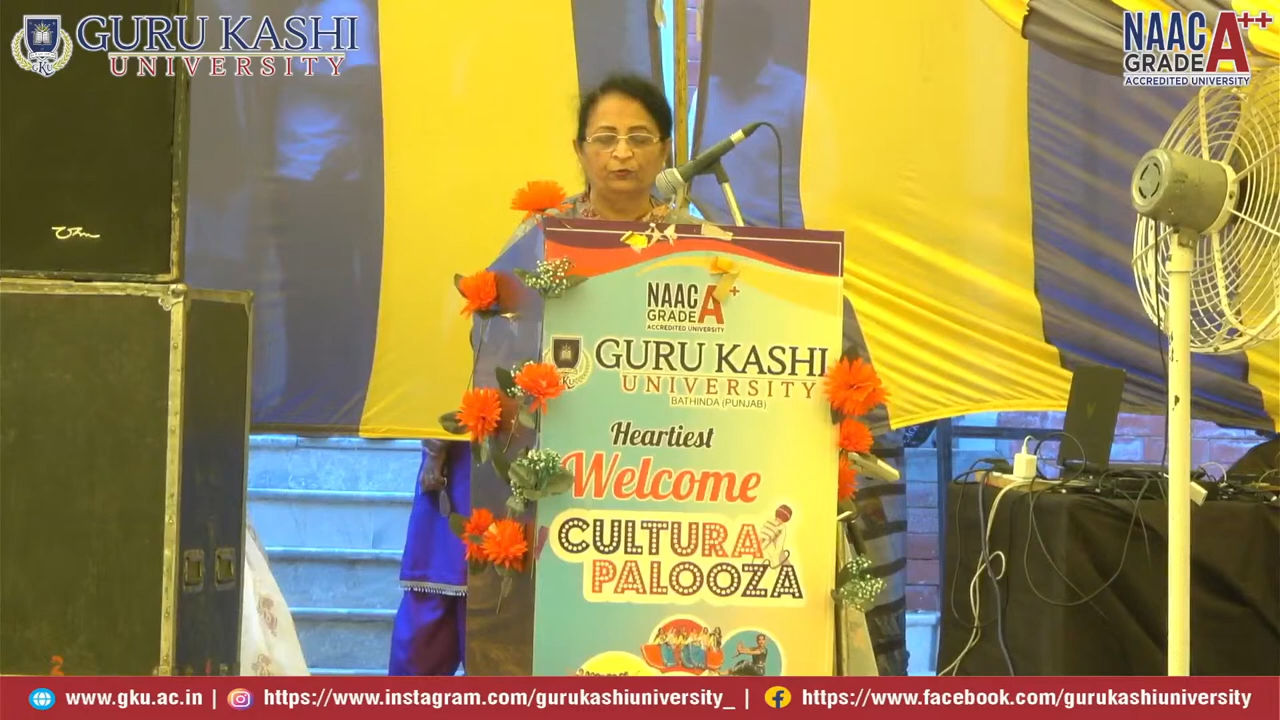 GURU KASHI
UNIVERSITY
GKU
NAAC A++
GRADE
ACCREDITED UNIVERSITY
NAAC A+
GRADE
ACCREDITED UNIVERSITY
GURU KASHI
UNIVERSITY
BATHINDA (PUNJAB)
Heartiest
Welcome
CULTURA
PALOOZA
www.gku.ac.in | https://www.instagram.com/gurukashiuniversity_ | https://www.facebook.com/gurukashiuniversity